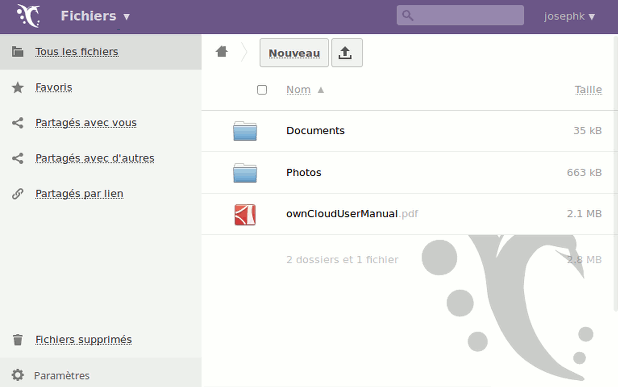 Fichiers ▼
josephk ▼
Tous les fichiers
Favoris
Partagés avec vous
Partagés avec d'autres
Partagés par lien
Fichiers supprimés
Paramètres
Nouveau
Nom ▲ Taille
Documents 35 kB
Photos 663 kB
ownCloudUserManual.pdf 2.1 MB
2 dossiers et 1 fichier 2.8 MB